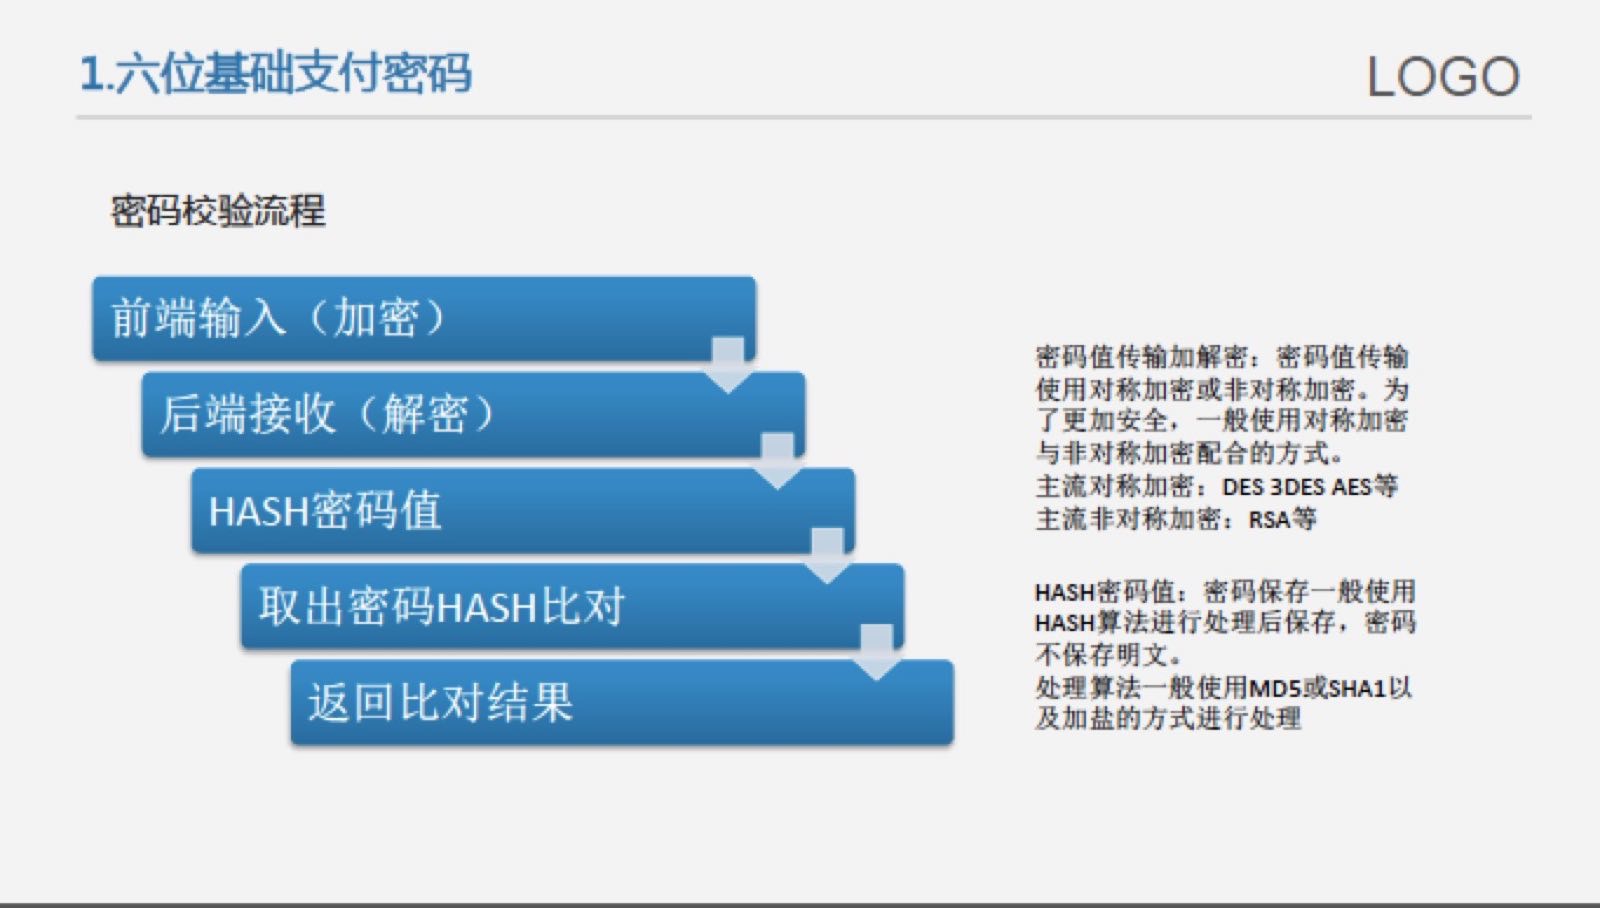 1.六位基础支付密码
LOGO
密码校验流程
前端输入（加密）
后端接收（解密）
HASH密码值
取出密码HASH比对
返回比对结果
密码值传输加解密：密码值传输
使用对称加密或非对称加密。为
了更加安全，一般使用对称加密
与非对称加密配合的方式。
主流对称加密：DES 3DES AES等
主流非对称加密：RSA等
HASH密码值：密码保存一般使用
HASH算法进行处理后保存，密码
不保存明文。
处理算法一般使用MD5或SHA1以
及加盐的方式进行处理